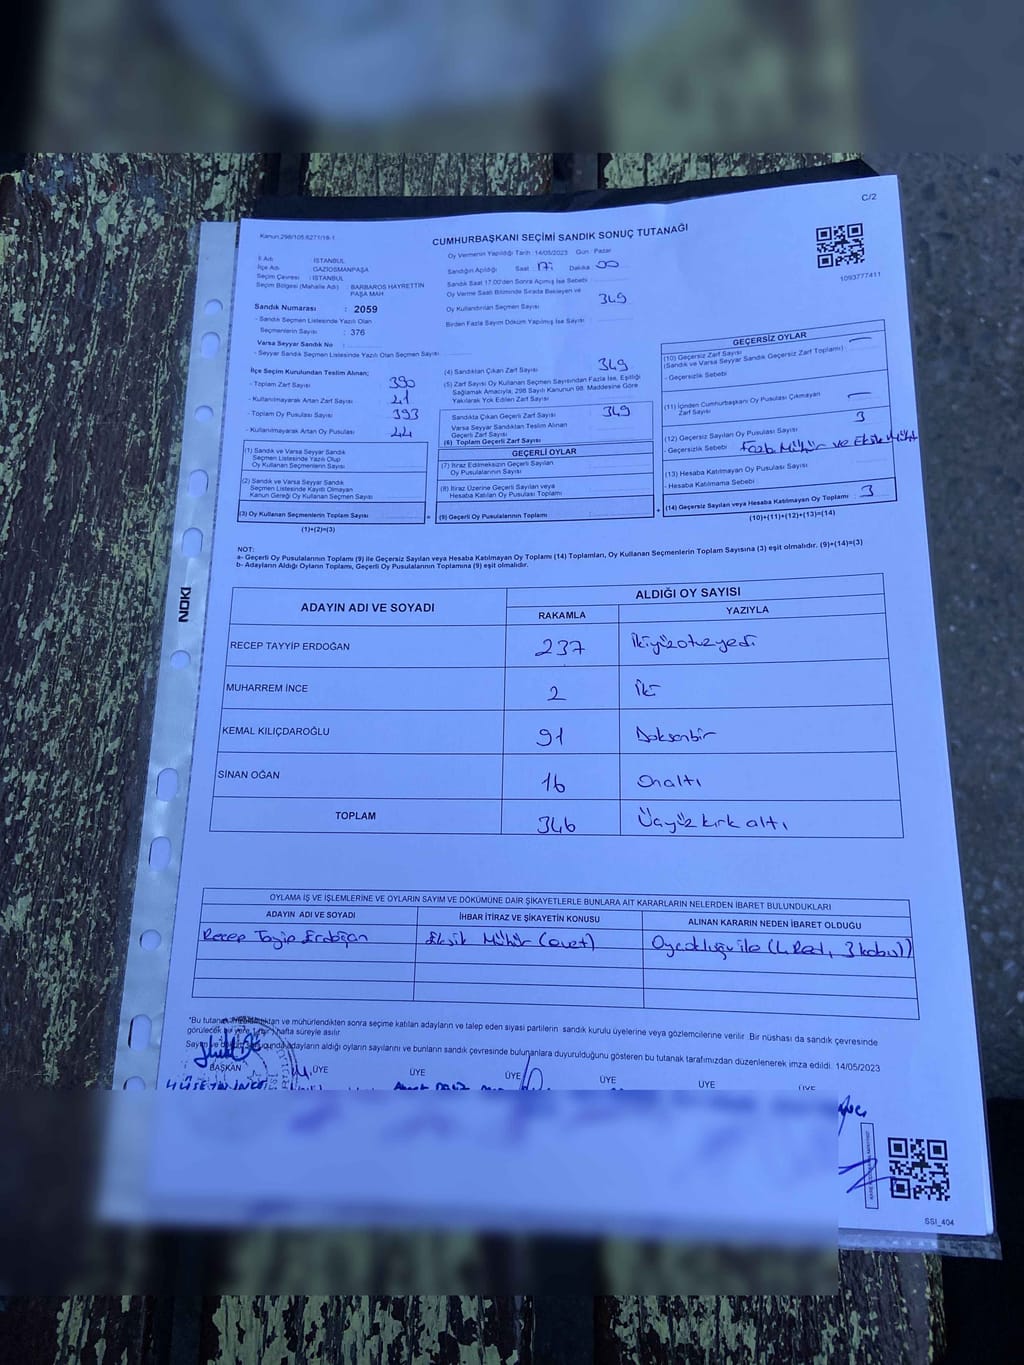 C/2
Kanun.298/105,6271/18-1
CUMHURBAŞKANI SEÇİMİ SANDIK SONUÇ TUTANAĞI
1093777411
İl Adı : İSTANBUL
İlçe Adı : GAZİOSMANPAŞA
Seçim Çevresi : İSTANBUL
Seçim Bölgesi (Mahalle Adı) : BARBAROS HAYRETTİN PAŞA MAH
Sandık Numarası : 2059
- Sandık Seçmen Listesinde Yazılı Olan
Seçmenlerin Sayısı : 376
Varsa Seyyar Sandık No :
- Seyyar Sandık Seçmen Listesinde Yazılı Olan Seçmen Sayısı
Oy Vermenin Yapıldığı Tarih : 14/05/2023 Gün : Pazar
Sandığın Açıldığı Saat 17 Dakika 00
Sandık Saat 17.00'den Sonra Açılmış İse Sebebi
Oy Verme Saati Bitiminde Sırada Bekleyen ve
Oy Kullandırılan Seçmen Sayısı 349
Birden Fazla Sayım Döküm Yapılmış İse Sayısı
İlçe Seçim Kurulundan Teslim Alınan;
- Toplam Zarf Sayısı 390
- Kullanılmayarak Artan Zarf Sayısı 41
- Toplam Oy Pusulası Sayısı 393
- Kullanılmayarak Artan Oy Pusulası 44
(1) Sandık ve Varsa Seyyar Sandık
Seçmen Listesinde Yazılı Olup
Oy Kullanan Seçmenlerin Sayısı
(2) Sandık ve Varsa Seyyar Sandık
Seçmen Listesinde Kayıtlı Olmayan
Kanun Gereği Oy Kullanan Seçmen Sayısı
(3) Oy Kullanan Seçmenlerin Toplam Sayısı
(1)+(2)=(3)
(4) Sandıktan Çıkan Zarf Sayısı 349
(5) Zarf Sayısı Oy Kullanan Seçmen Sayısından Fazla İse, Eşitliği
Sağlamak Amacıyla; 298 Sayılı Kanunun 98. Maddesine Göre
Yakılarak Yok Edilen Zarf Sayısı
Sandıkta Çıkan Geçerli Zarf Sayısı 349
Varsa Seyyar Sandıktan Teslim Alınan
Geçerli Zarf Sayısı
(6) Toplam Geçerli Zarf Sayısı
GEÇERLİ OYLAR
(7) İtiraz Edilmeksizin Geçerli Sayılan
Oy Pusulalarının Sayısı
(8) İtiraz Üzerine Geçerli Sayılan veya
Hesaba Katılan Oy Pusulası Toplamı
= (9) Geçerli Oy Pusulalarının Toplamı +
GEÇERSİZ OYLAR
(10) Geçersiz Zarf Sayısı
(Sandık ve Varsa Seyyar Sandık Geçersiz Zarf Toplamı) —
- Geçersizlik Sebebi
(11) İçinden Cumhurbaşkanı Oy Pusulası Çıkmayan
Zarf Sayısı —
(12) Geçersiz Sayılan Oy Pusulası Sayısı 3
- Geçersizlik Sebebi Fazla Mühür ve Eksik Mühür
(13) Hesaba Katılmayan Oy Pusulası Sayısı
- Hesaba Katılmama Sebebi
(14) Geçersiz Sayılan veya Hesaba Katılmayan Oy Toplamı 3
(10)+(11)+(12)+(13)=(14)
NOT:
a- Geçerli Oy Pusulalarının Toplamı (9) ile Geçersiz Sayılan veya Hesaba Katılmayan Oy Toplamı (14) Toplamları, Oy Kullanan Seçmenlerin Toplam Sayısına (3) eşit olmalıdır. (9)+(14)=(3)
b- Adayların Aldığı Oyların Toplamı, Geçerli Oy Pusulalarının Toplamına (9) eşit olmalıdır.
NOKI
ADAYIN ADI VE SOYADI ALDIĞI OY SAYISI
RAKAMLA YAZIYLA
RECEP TAYYİP ERDOĞAN 237 İkiyüzotuzyedi
MUHARREM İNCE 2 İki
KEMAL KILIÇDAROĞLU 91 Doksanbir
SİNAN OĞAN 16 Onaltı
TOPLAM 346 Üçyüz kırk altı
OYLAMA İŞ VE İŞLEMLERİNE VE OYLARIN SAYIM VE DÖKÜMÜNE DAİR ŞİKAYETLERLE BUNLARA AİT KARARLARIN NELERDEN İBARET BULUNDUKLARI
ADAYIN ADI VE SOYADI İHBAR İTİRAZ VE ŞİKAYETİN KONUSU ALINAN KARARIN NEDEN İBARET OLDUĞU
Recep Tayip Erdoğan Eksik Mühür (evet) Oyçokluğu ile (4 Red, 3 kabul)
*Bu tutanak ve mühürlendikten sonra seçime katılan adayların ve talep eden siyasi partilerin sandık kurulu üyelerine veya gözlemcilerine verilir. Bir nüshası da sandık çevresinde
görülecek bir yere 1 (bir) hafta süreyle asılır.
Seyim ve sonucunda adayların aldığı oyların sayılarını ve bunların sandık çevresinde bulunanlara duyurulduğunu gösteren bu tutanak tarafımızdan düzenlenerek imza edildi. 14/05/2023
BAŞKAN ÜYE ÜYE ÜYE ÜYE ÜYE ÜYE
HÜSEYİN İNCE
SSI_404